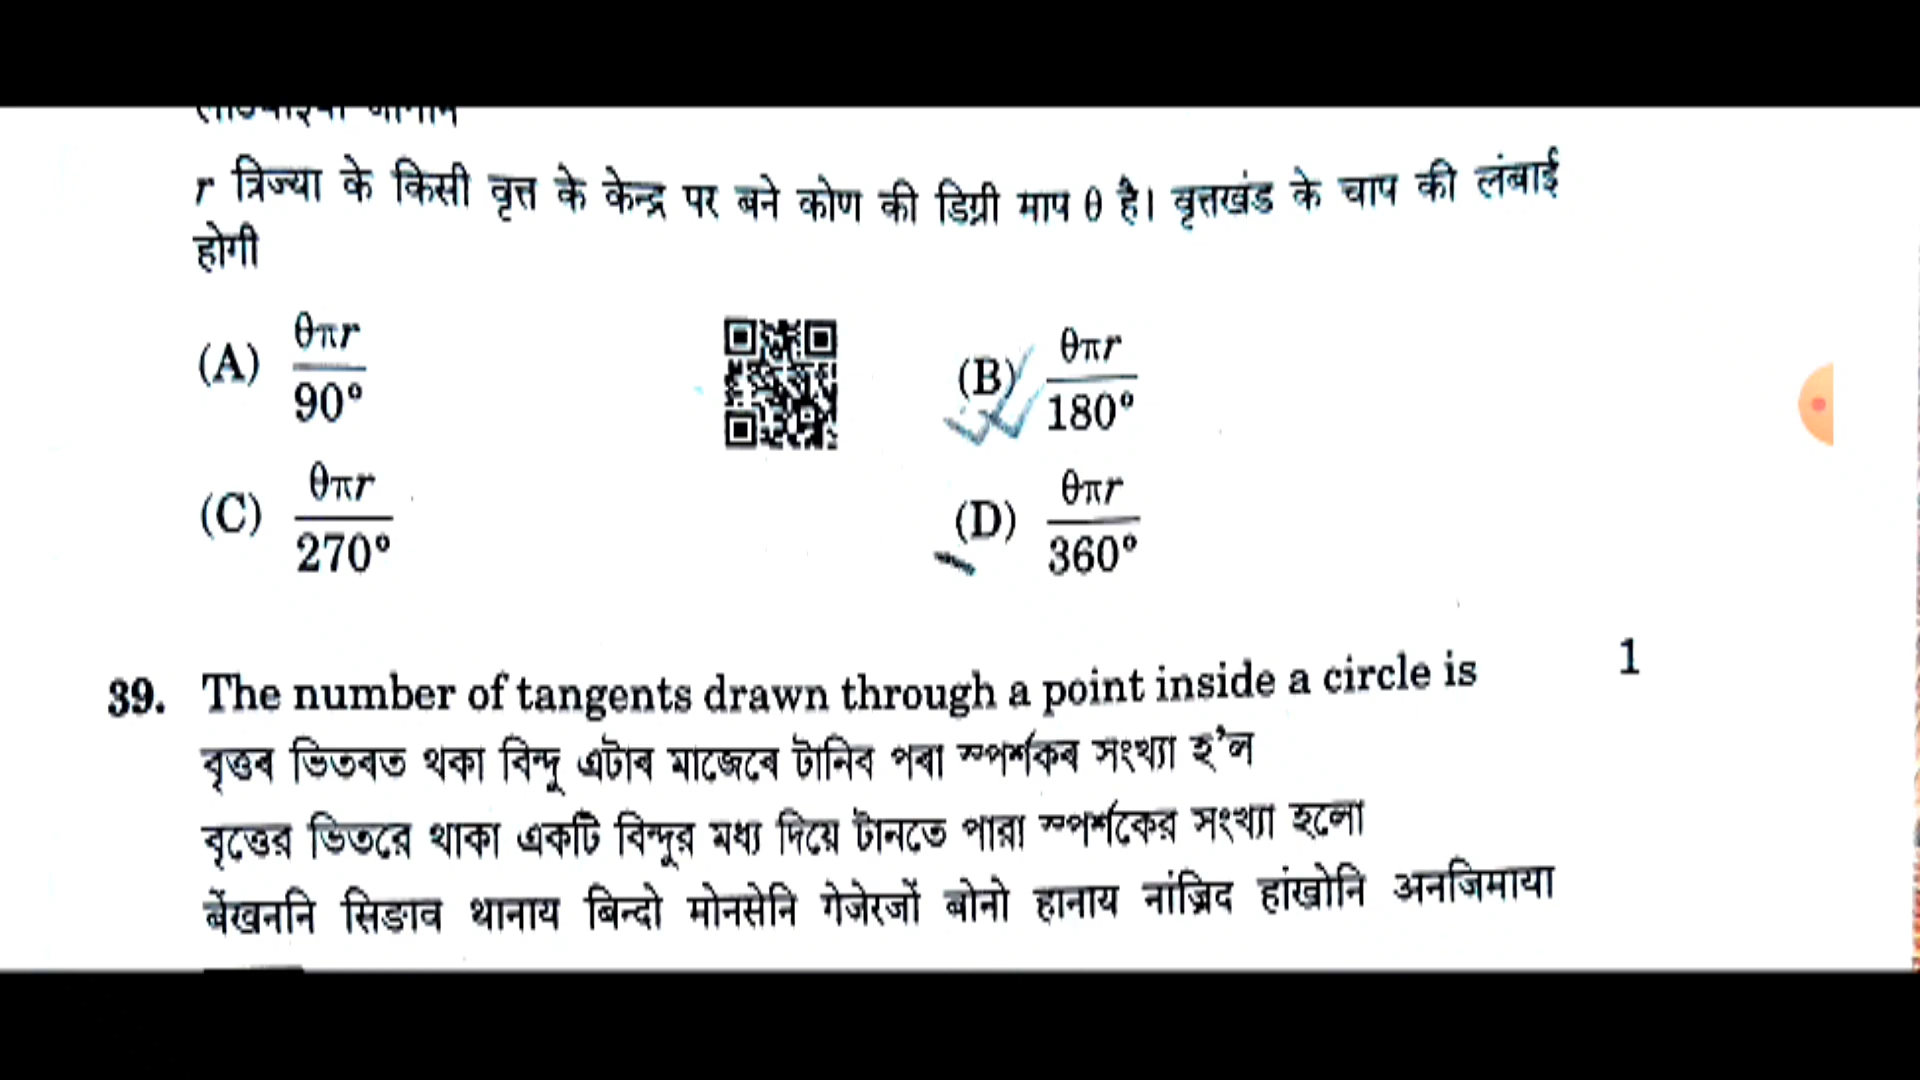 r त्रिज्या के किसी वृत्त के केन्द्र पर बने कोण की डिग्री माप θ है। वृत्तखंड के चाप की लंबाई
होगी
(A) θπr/90° (B) θπr/180°
(C) θπr/270° (D) θπr/360°
39. The number of tangents drawn through a point inside a circle is 1
বৃত্তৰ ভিতৰত থকা বিন্দু এটাৰ মাজেৰে টানিব পৰা স্পৰ্শকৰ সংখ্যা হ'ল
বৃত্তের ভিতরে থাকা একটি বিন্দুর মধ্য দিয়ে টানতে পারা স্পর্শকের সংখ্যা হলো
बेंखननि सिङाव थानाय बिन्दो मोनसेनि गेजेरजों बोनो हानाय नांज्रिद हांखोनि अनजिमाया